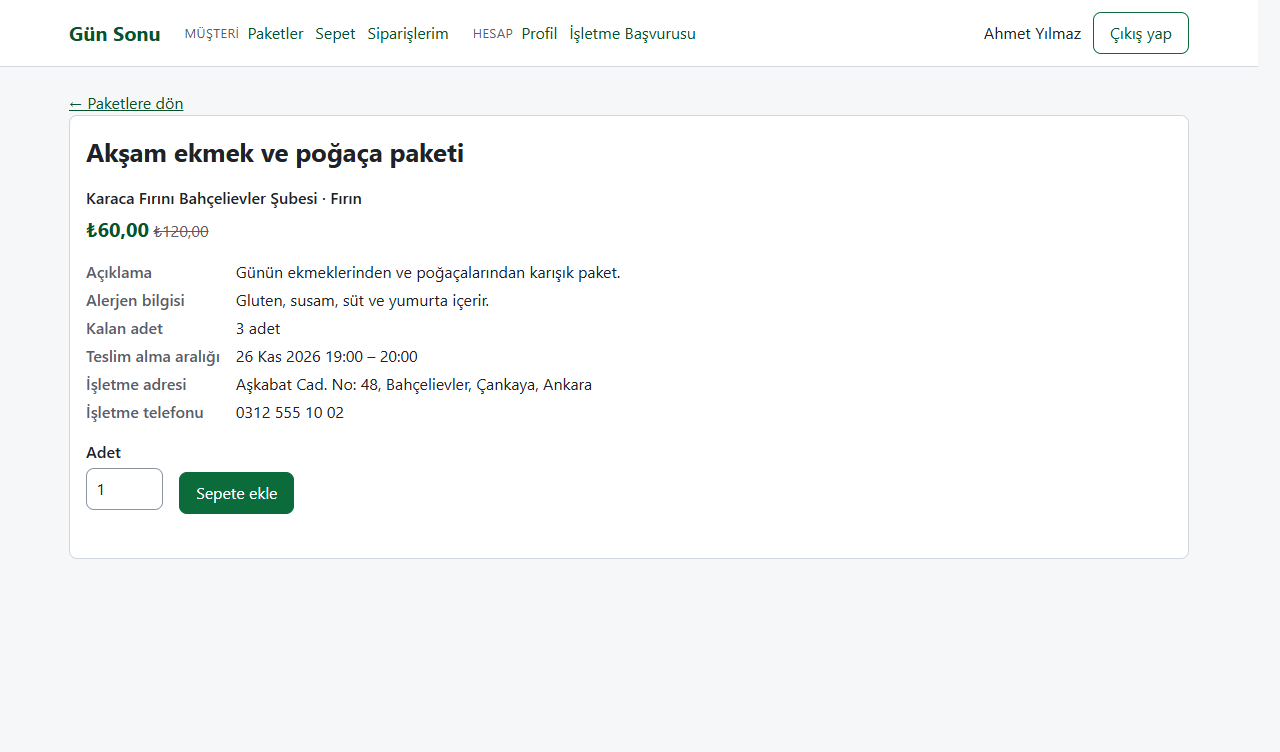 Gün Sonu MÜŞTERİ Paketler Sepet Siparişlerim HESAP Profil İşletme Başvurusu Ahmet Yılmaz Çıkış yap
← Paketlere dön
Akşam ekmek ve poğaça paketi
Karaca Fırını Bahçelievler Şubesi · Fırın
₺60,00 ₺120,00
Açıklama Günün ekmeklerinden ve poğaçalarından karışık paket.
Alerjen bilgisi Gluten, susam, süt ve yumurta içerir.
Kalan adet 3 adet
Teslim alma aralığı 26 Kas 2026 19:00 – 20:00
İşletme adresi Aşkabat Cad. No: 48, Bahçelievler, Çankaya, Ankara
İşletme telefonu 0312 555 10 02
Adet
1 Sepete ekle